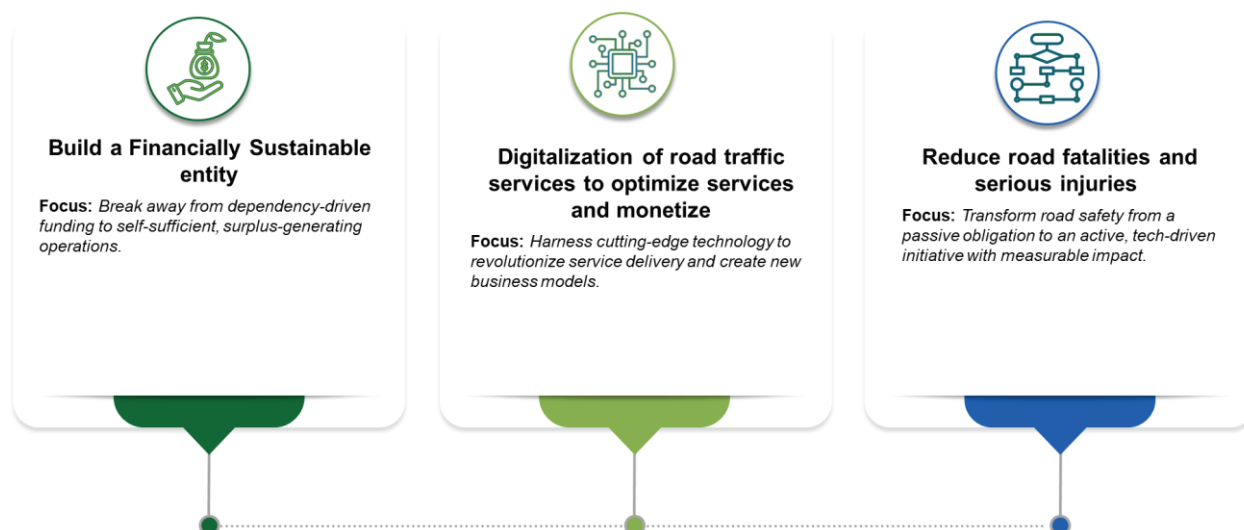 Build a Financially Sustainable
entity
Focus: Break away from dependency-driven
funding to self-sufficient, surplus-generating
operations.
Digitalization of road traffic
services to optimize services
and monetize
Focus: Harness cutting-edge technology to
revolutionize service delivery and create new
business models.
Reduce road fatalities and
serious injuries
Focus: Transform road safety from a
passive obligation to an active, tech-driven
initiative with measurable impact.